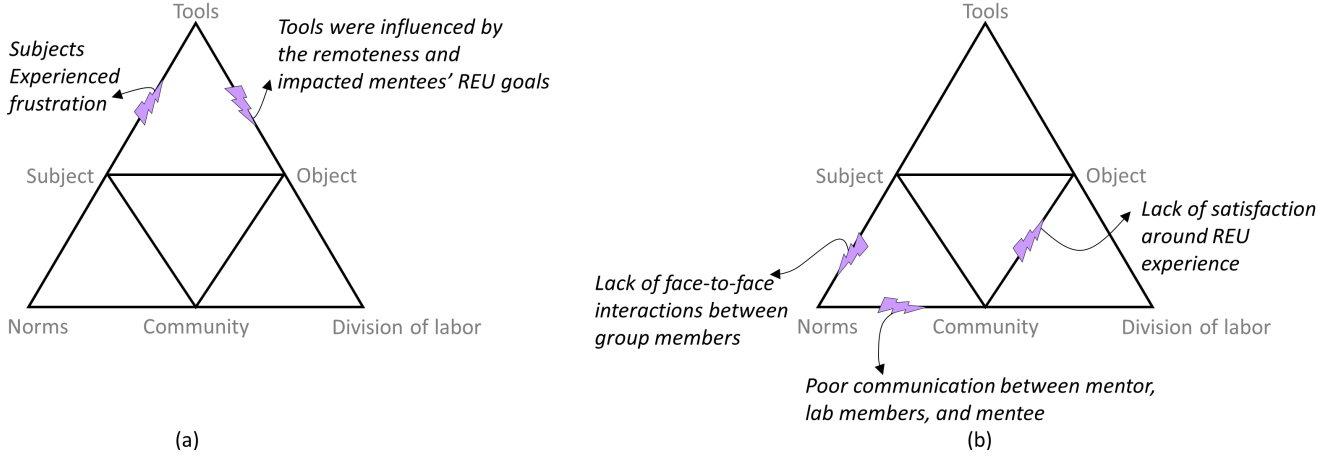 Tools
Subjects
Experienced
frustration
Tools were influenced by
the remoteness and
impacted mentees' REU goals
Subject
Object
Norms
Community
Division of labor
(a)
Tools
Subject
Object
Lack of satisfaction
around REU
experience
Lack of face-to-face
interactions between
group members
Norms
Community
Division of labor
Poor communication between mentor,
lab members, and mentee
(b)